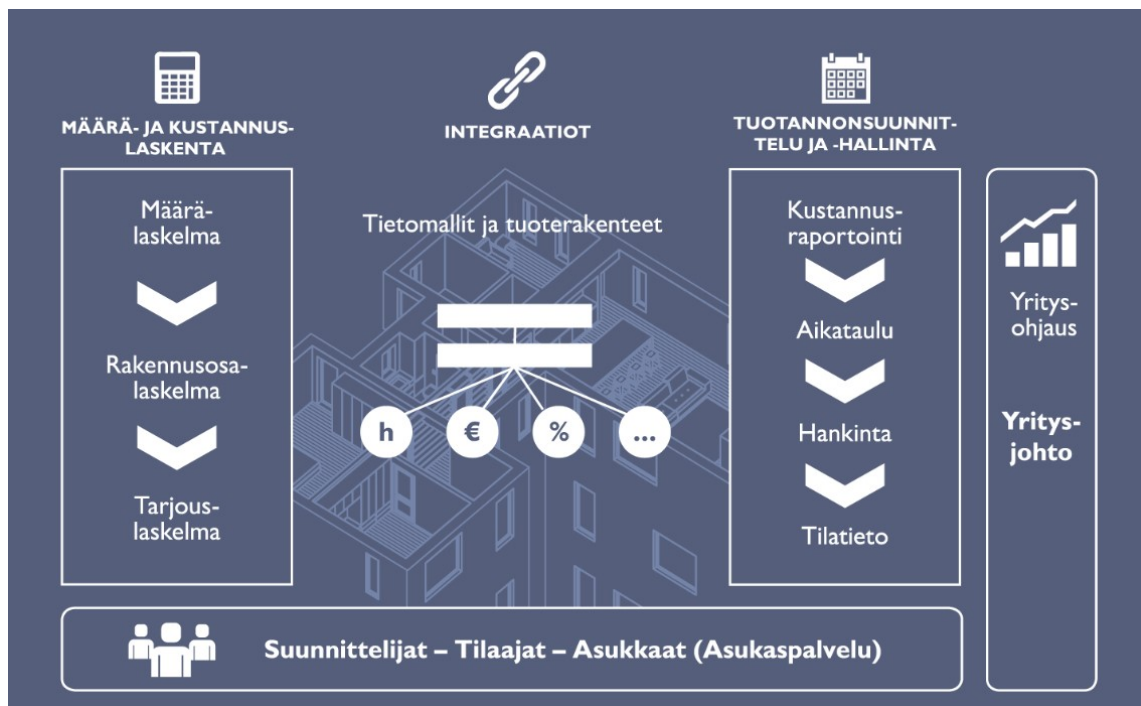 MÄÄRÄ- JA KUSTANNUS-
LASKENTA
Määrä-
laskelma
Rakennusosa-
laskelma
Tarjous-
laskelma
INTEGRAATIOT
Tietomallit ja tuoterakenteet
h
€
%
...
TUOTANNONSUUNNIT-
TELU JA -HALLINTA
Kustannus-
raportointi
Aikataulu
Hankinta
Tilatieto
Yritys-
ohjaus
Yritys-
johto
Suunnittelijat – Tilaajat – Asukkaat (Asukaspalvelu)